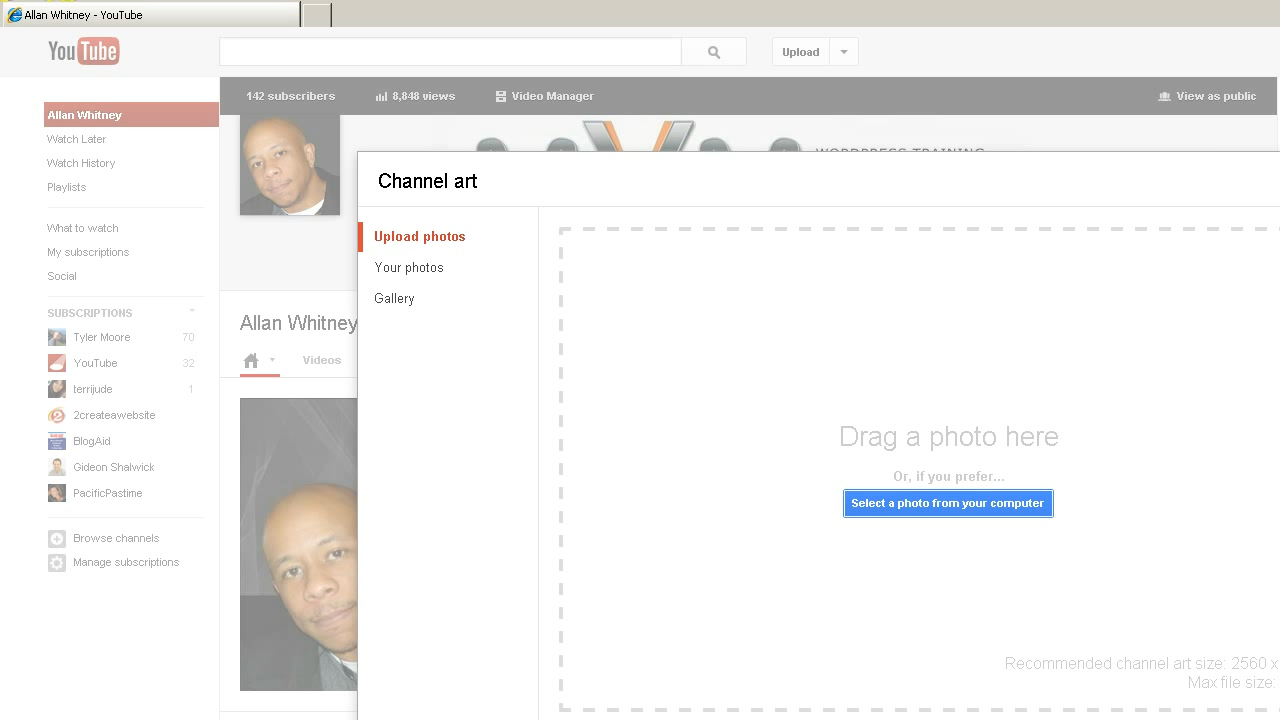 Allan Whitney - YouTube
YouTube
Upload
142 subscribers
8,848 views
Video Manager
View as public
Allan Whitney
Watch Later
Watch History
Playlists
What to watch
My subscriptions
Social
SUBSCRIPTIONS
Tyler Moore 70
YouTube 32
terrijude 1
2createawebsite
BlogAid
Gideon Shalwick
PacificPastime
Browse channels
Manage subscriptions
WORDPRESS TRAINING
Allan Whitney
Videos
Channel art
Upload photos
Your photos
Gallery
Drag a photo here
Or, if you prefer...
Select a photo from your computer
Recommended channel art size: 2560 x
Max file size: